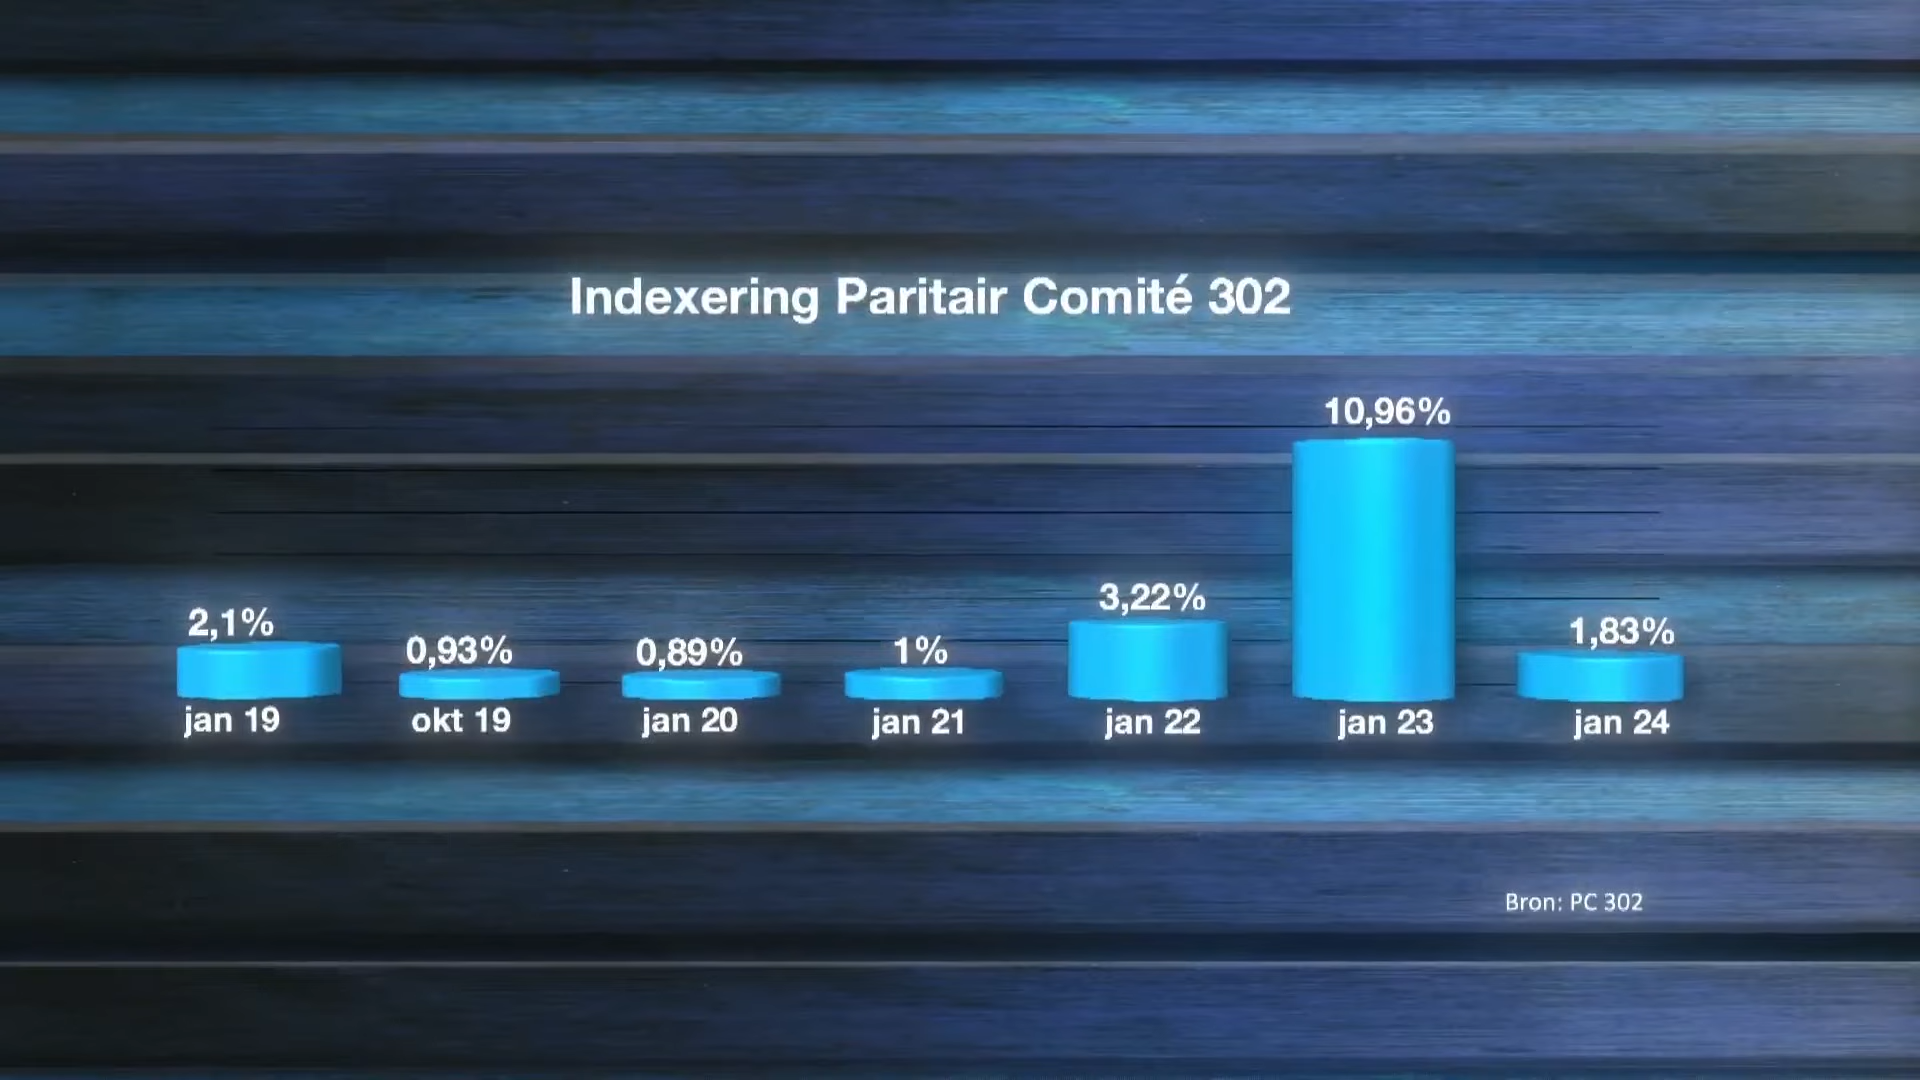 Indexering Paritair Comité 302
2,1%
0,93%
0,89%
1%
3,22%
10,96%
1,83%
jan 19
okt 19
jan 20
jan 21
jan 22
jan 23
jan 24
Bron: PC 302